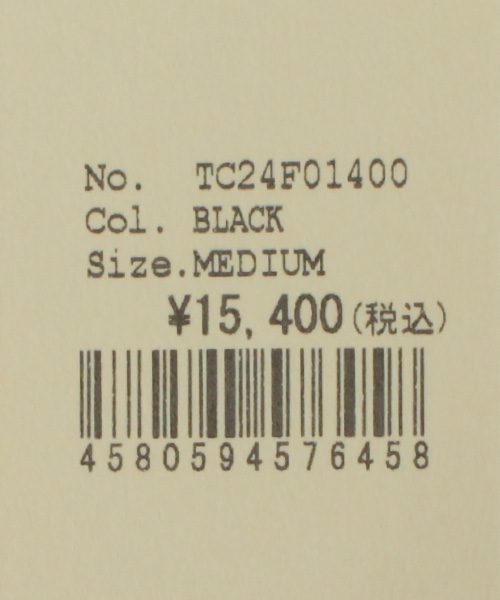 No. TC24F01400
Col. BLACK
Size.MEDIUM
¥15,400(税込)
4580594576458